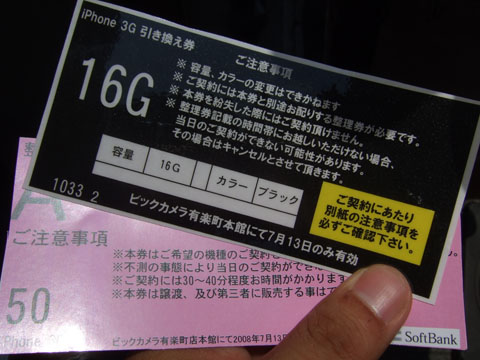 iPhone 3G 引き換え券
16G
ご注意事項
※ 容量、カラーの変更はできかねます
※ ご契約には本券と別途お配りする整理券が必要です。
※ 本券を紛失した際にはご契約頂けません。
※ 整理券記載の時間帯にお越しいただけない場合、
当日のご契約ができない可能性があります。
その場合はキャンセルとさせて頂きます。
容量 16G カラー ブラック
1033 2
ビックカメラ有楽町本館にて7月13日のみ有効
ご契約にあたり
別紙の注意事項を
必ずご確認下さい。
A
ご注意事項
※本券はご希望の機種のご契約
※不測の事態により当日のご契約ができ
※ご契約には30～40分程度お時間がかかります
※本券は譲渡、及び第三者に販売する事は
50
Phone
ビックカメラ有楽町店本館にて2008年7月13
SoftBank